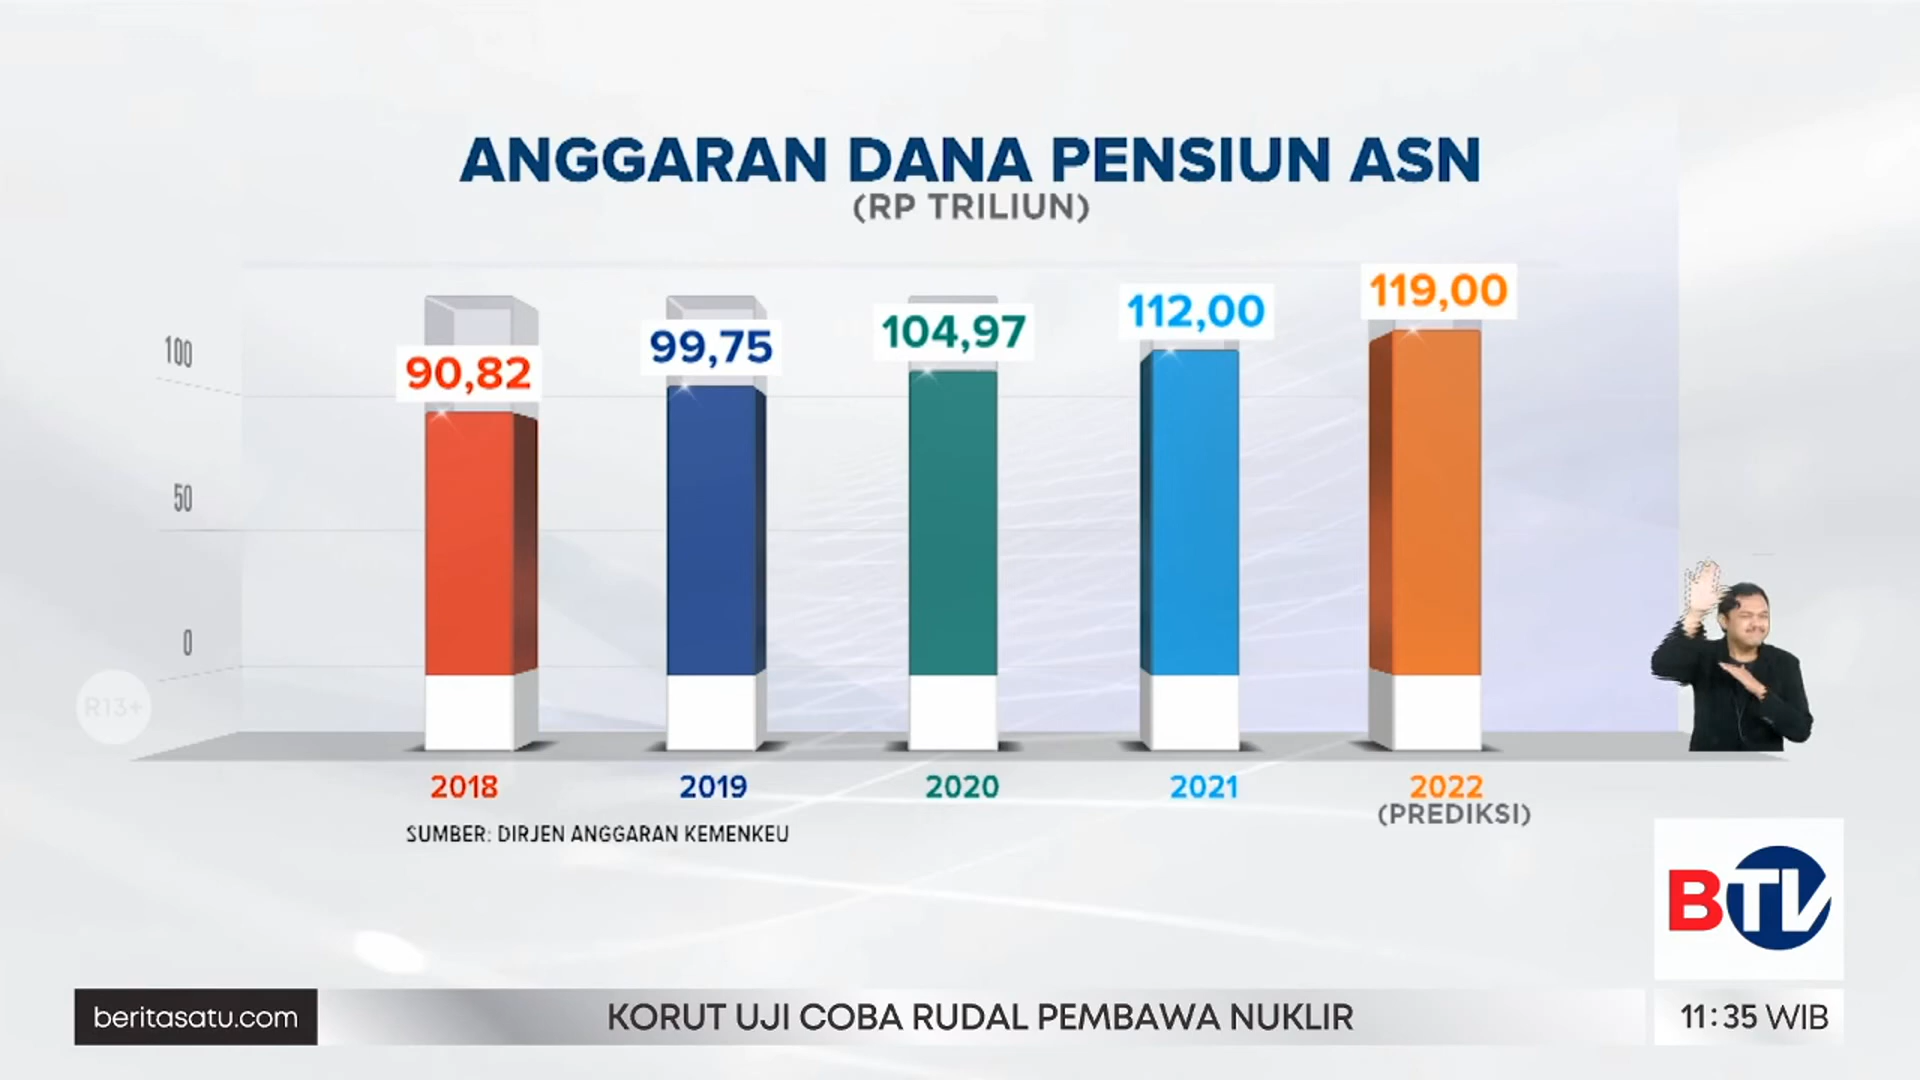 ANGGARAN DANA PENSIUN ASN
(RP TRILIUN)
100
50
0
90,82
99,75
104,97
112,00
119,00
2018
2019
2020
2021
2022
(PREDIKSI)
SUMBER: DIRJEN ANGGARAN KEMENKEU
R13+
BTV
beritasatu.com
KORUT UJI COBA RUDAL PEMBAWA NUKLIR
11:35 WIB